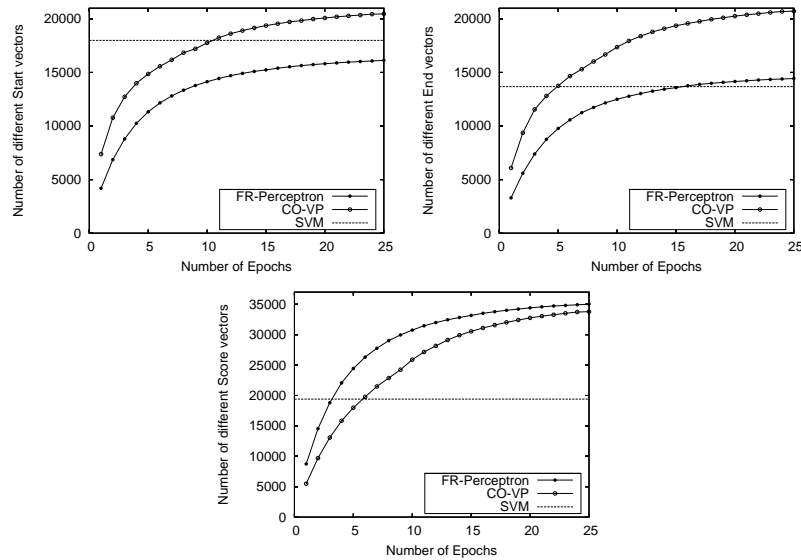 Number of different Start vectors
20000
15000
10000
5000
0
FR-Perceptron
CO-VP
SVM
0 5 10 15 20 25
Number of Epochs
Number of different End vectors
20000
15000
10000
5000
0
FR-Perceptron
CO-VP
SVM
0 5 10 15 20 25
Number of Epochs
Number of different Score vectors
35000
30000
25000
20000
15000
10000
5000
0
FR-Perceptron
CO-VP
SVM
0 5 10 15 20 25
Number of Epochs